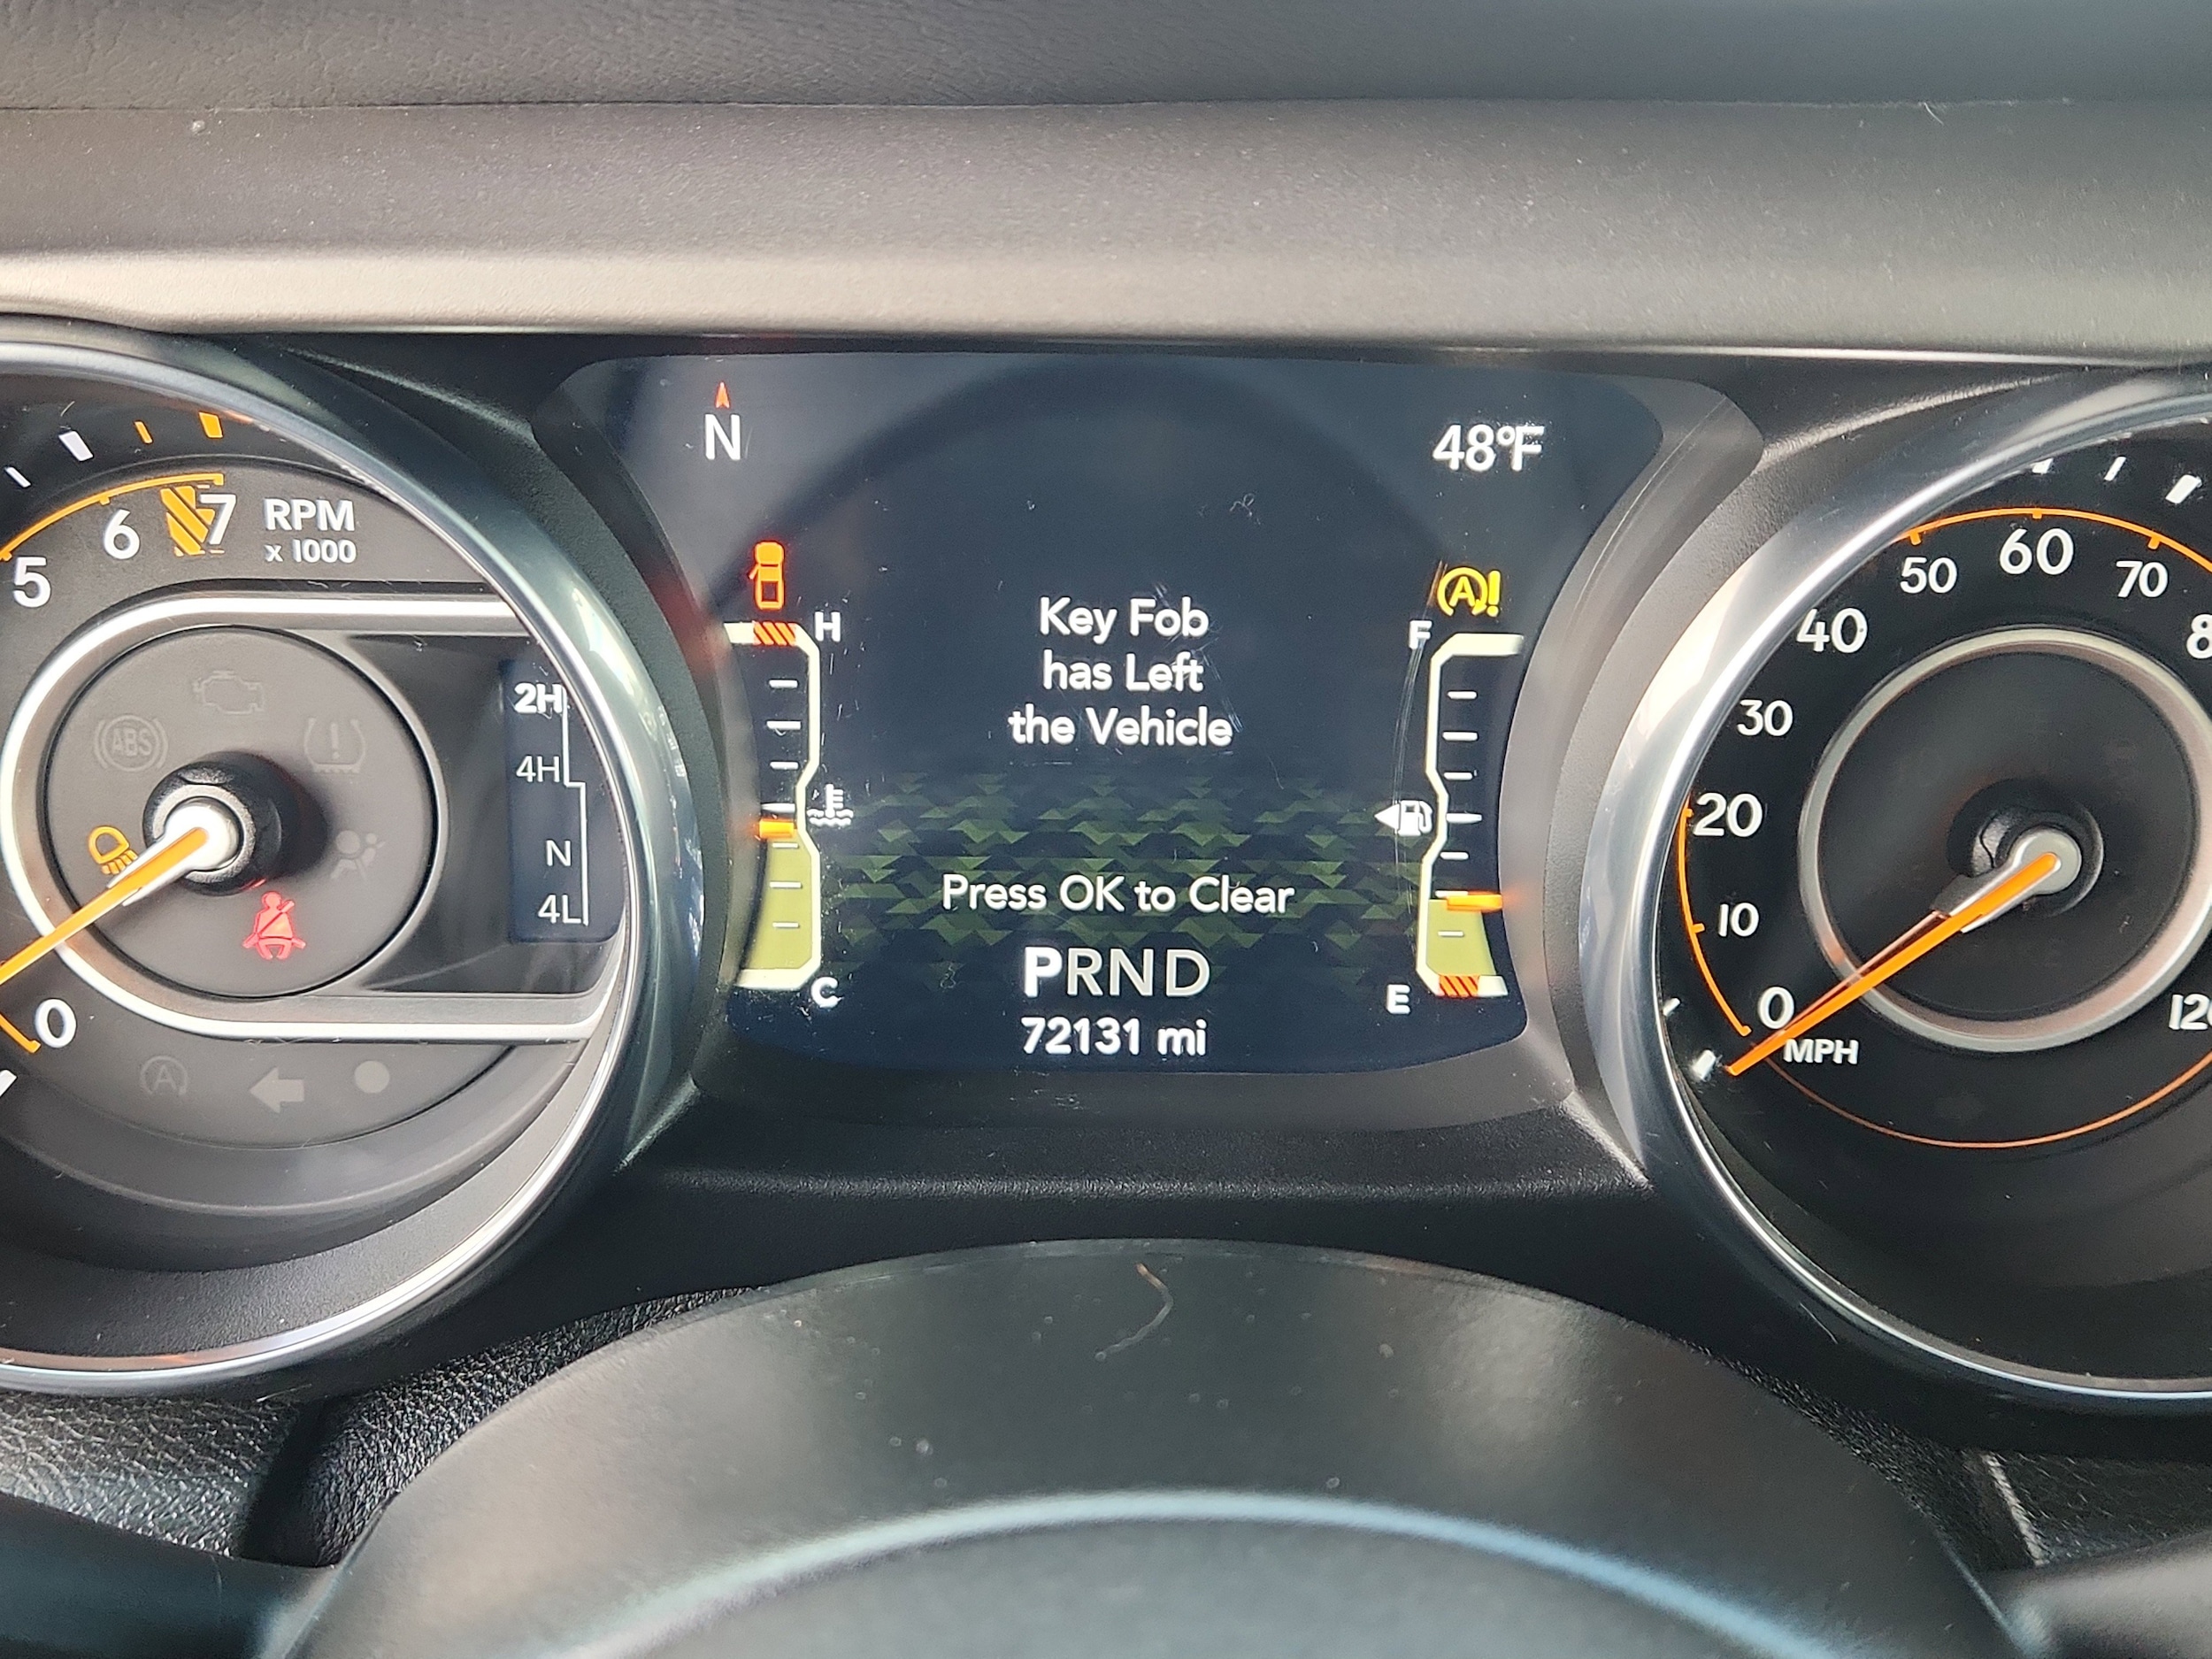 N
48°F
5
6
7
RPM
x 1000
ABS
2H
4H
N
4L
0
A
H
C
Key Fob
has Left
the Vehicle
Press OK to Clear
PRND
72131 mi
A!
F
E
0
10
20
30
40
50
60
70
MPH